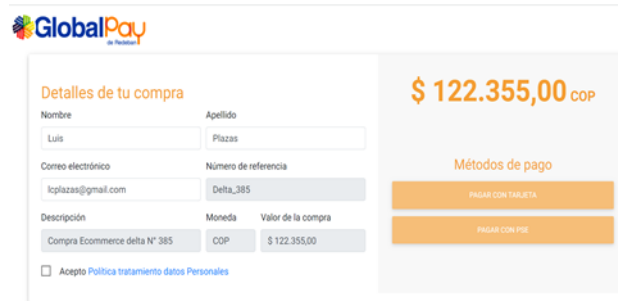 GlobalPay
de Redeban
Detalles de tu compra
Nombre
Apellido
Luis
Plazas
Correo electrónico
Número de referencia
lcplazas@gmail.com
Delta_385
Descripción
Moneda
Valor de la compra
Compra Ecommerce delta N° 385
COP
$ 122.355,00
Acepto Política tratamiento datos Personales
$ 122.355,00 COP
Métodos de pago
PAGAR CON TARJETA
PAGAR CON PSE